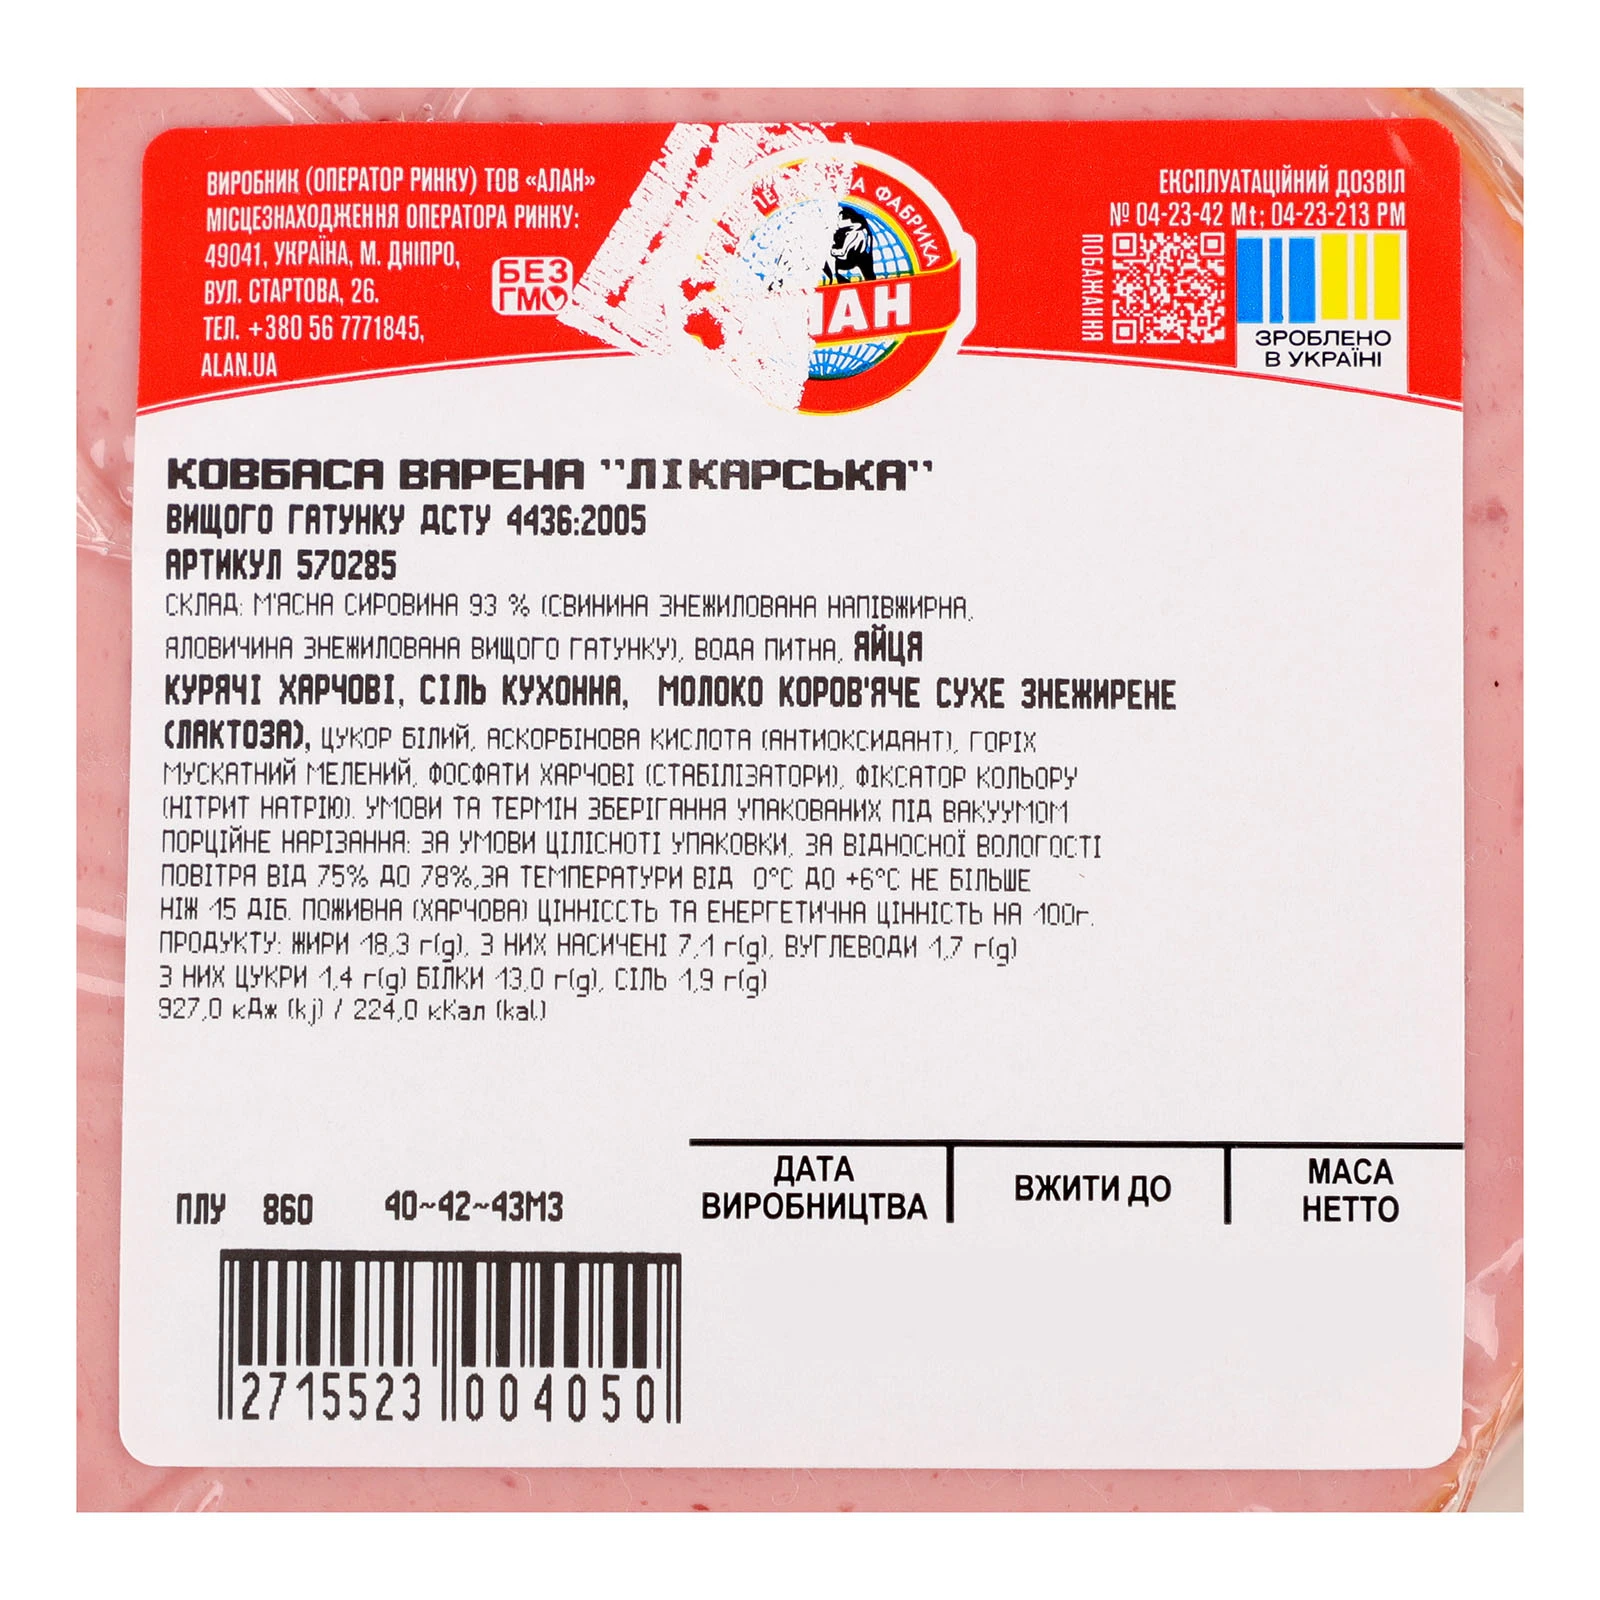 ВИРОБНИК (ОПЕРАТОР РИНКУ) ТОВ «АЛАН»
МІСЦЕЗНАХОДЖЕННЯ ОПЕРАТОРА РИНКУ:
49041, УКРАЇНА, М. ДНІПРО,
ВУЛ. СТАРТОВА, 26.
ТЕЛ. +380 56 7771845,
ALAN.UA
БЕЗ
ГМО
ФАБРИКА
ЕКСПЛУАТАЦІЙНИЙ ДОЗВІЛ
№ 04-23-42 Mt; 04-23-213 PM
ПОБАЖАННЯ
ЗРОБЛЕНО
В УКРАЇНІ
КОВБАСА ВАРЕНА "ЛІКАРСЬКА"
ВИЩОГО ГАТУНКУ ДСТУ 4436:2005
АРТИКУЛ 570285
СКЛАД: М'ЯСНА СИРОВИНА 93 % (СВИНИНА ЗНЕЖИЛОВАНА НАПІВЖИРНА,
ЯЛОВИЧИНА ЗНЕЖИЛОВАНА ВИЩОГО ГАТУНКУ), ВОДА ПИТНА, ЯЙЦЯ
КУРЯЧІ ХАРЧОВІ, СІЛЬ КУХОННА, МОЛОКО КОРОВ'ЯЧЕ СУХЕ ЗНЕЖИРЕНЕ
(ЛАКТОЗА), ЦУКОР БІЛИЙ, АСКОРБІНОВА КИСЛОТА (АНТИОКСИДАНТ), ГОРІХ
МУСКАТНИЙ МЕЛЕНИЙ, ФОСФАТИ ХАРЧОВІ (СТАБІЛІЗАТОРИ), ФІКСАТОР КОЛЬОРУ
(НІТРИТ НАТРІЮ). УМОВИ ТА ТЕРМІН ЗБЕРІГАННЯ УПАКОВАНИХ ПІД ВАКУУМОМ
ПОРЦІЙНЕ НАРІЗАННЯ: ЗА УМОВИ ЦІЛІСНОТІ УПАКОВКИ, ЗА ВІДНОСНОЇ ВОЛОГОСТІ
ПОВІТРЯ ВІД 75% ДО 78%,ЗА ТЕМПЕРАТУРИ ВІД 0°С ДО +6°С НЕ БІЛЬШЕ
НІЖ 15 ДІБ. ПОЖИВНА (ХАРЧОВА) ЦІННІССТЬ ТА ЕНЕРГЕТИЧНА ЦІННІСТЬ НА 100г.
ПРОДУКТУ: ЖИРИ 18,3 г(g), З НИХ НАСИЧЕНІ 7,1 г(g), ВУГЛЕВОДИ 1,7 г(g)
З НИХ ЦУКРИ 1,4 г(g) БІЛКИ 13,0 г(g), СІЛЬ 1,9 г(g)
927,0 кДж (kj) / 224,0 кКал (kal)
ДАТА
ВИРОБНИЦТВА
ВЖИТИ ДО
МАСА
НЕТТО
ПЛУ 860 40~42~43МЗ
2715523 004050